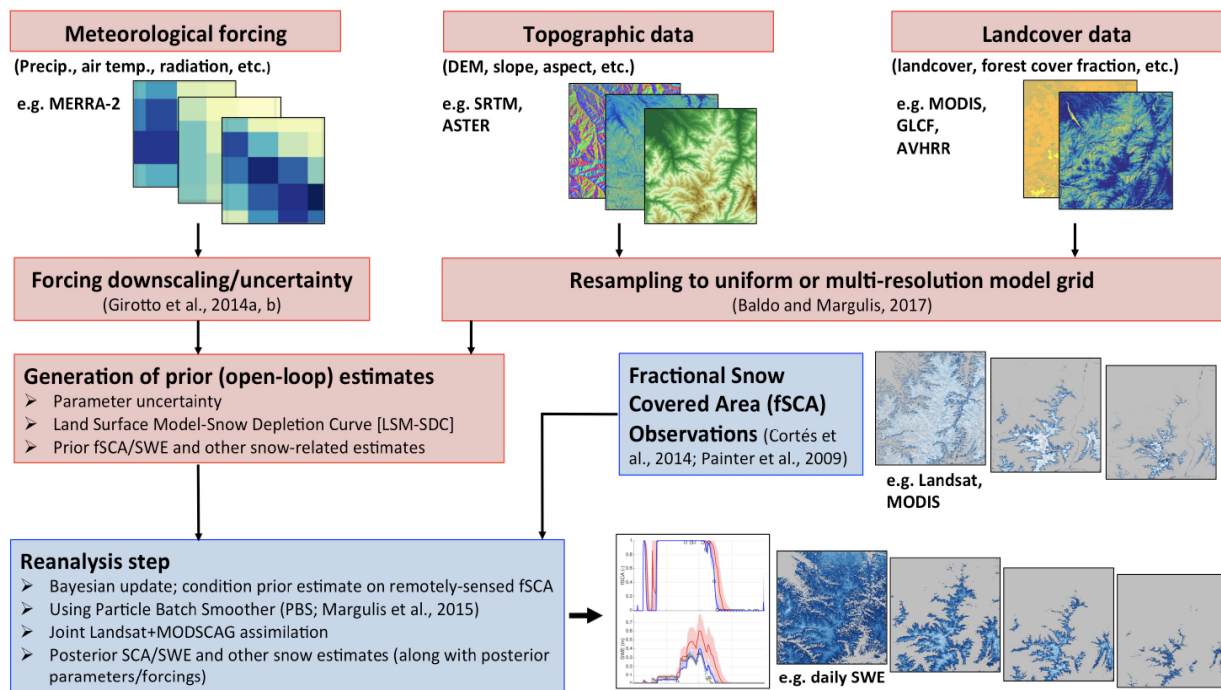 Meteorological forcing
(Precip., air temp., radiation, etc.)
e.g. MERRA-2
Topographic data
(DEM, slope, aspect, etc.)
e.g. SRTM,
ASTER
Landcover data
(landcover, forest cover fraction, etc.)
e.g. MODIS,
GLCF,
AVHRR
Forcing downscaling/uncertainty
(Girotto et al., 2014a, b)
Resampling to uniform or multi-resolution model grid
(Baldo and Margulis, 2017)
Generation of prior (open-loop) estimates
➢ Parameter uncertainty
➢ Land Surface Model-Snow Depletion Curve [LSM-SDC]
➢ Prior fSCA/SWE and other snow-related estimates
Fractional Snow
Covered Area (fSCA)
Observations (Cortés et
al., 2014; Painter et al., 2009)
e.g. Landsat,
MODIS
Reanalysis step
➢ Bayesian update; condition prior estimate on remotely-sensed fSCA
➢ Using Particle Batch Smoother (PBS; Margulis et al., 2015)
➢ Joint Landsat+MODSCAG assimilation
➢ Posterior SCA/SWE and other snow estimates (along with posterior
parameters/forcings)
fSCA (-)
SWE (m)
e.g. daily SWE